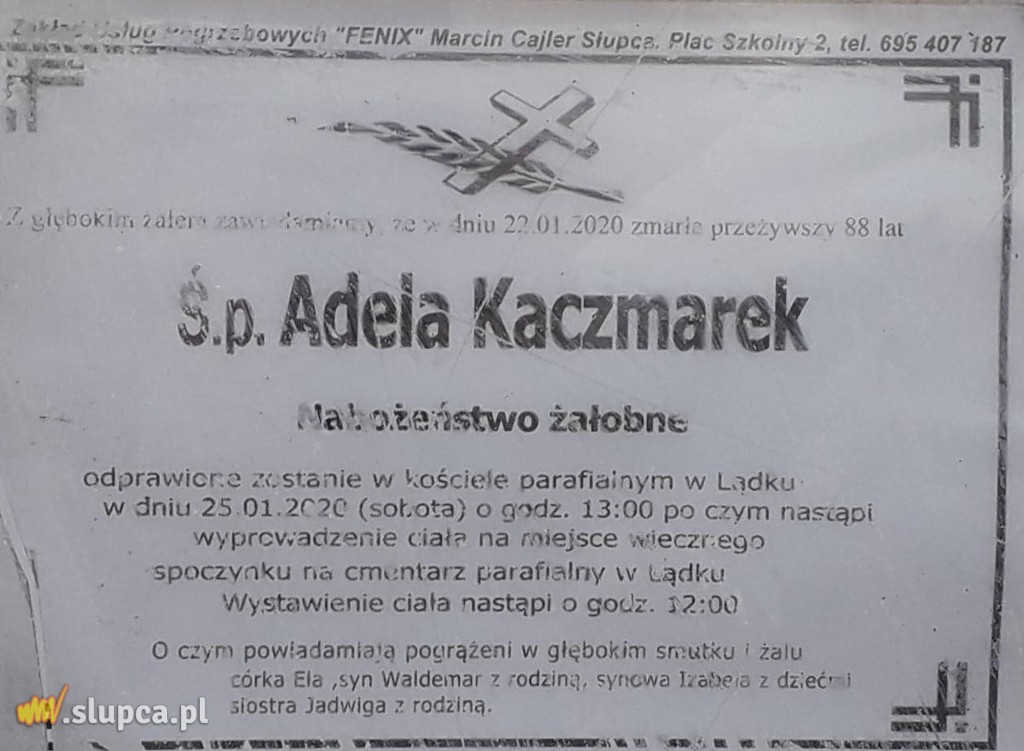 Zakład Usług Pogrzebowych "FENIX" Marcin Cajler Słupca. Plac Szkolny 2, tel. 695 407 187
Z głębokim żalem zawiadamiamy, że w dniu 22.01.2020 zmarła przeżywszy 88 lat
Ś.p. Adela Kaczmarek
Nabożeństwo żałobne
odprawione zostanie w kościele parafialnym w Lądku
w dniu 25.01.2020 (sobota) o godz. 13:00 po czym nastąpi
wyprowadzenie ciała na miejsce wiecznego
spoczynku na cmentarz parafialny w Lądku
Wystawienie ciała nastąpi o godz. 12:00
O czym powiadamiają pogrążeni w głębokim smutku i żalu
córka Ela ,syn Waldemar z rodziną, synowa Izabela z dziećmi
siostra Jadwiga z rodziną.
www.slupca.pl